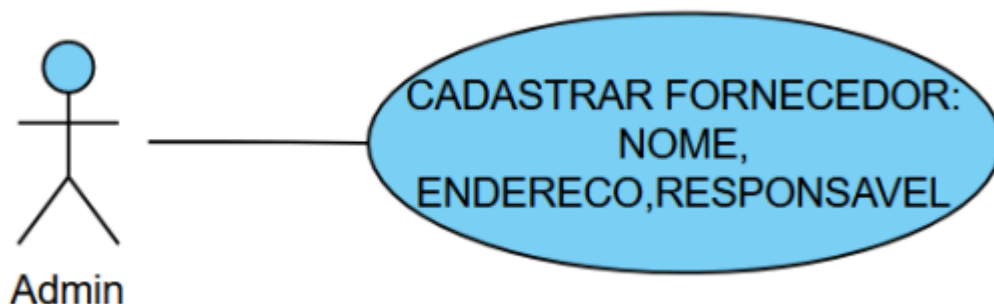 CADASTRAR FORNECEDOR:
NOME,
ENDERECO,RESPONSAVEL
Admin